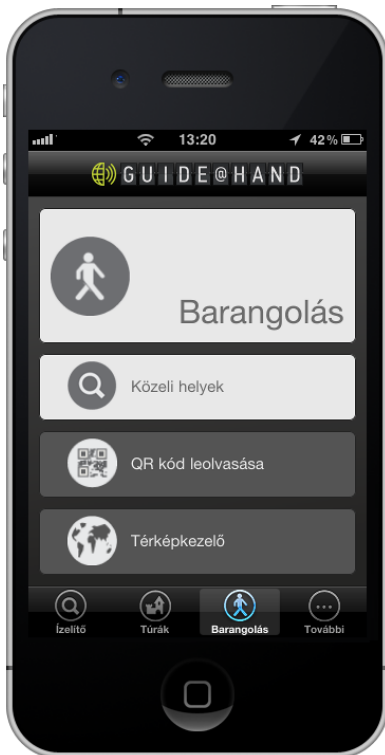 13:20
42%
GUIDE@HAND
Barangolás
Közeli helyek
QR kód leolvasása
Térképkezelő
Ízelítő
Túrák
Barangolás
További